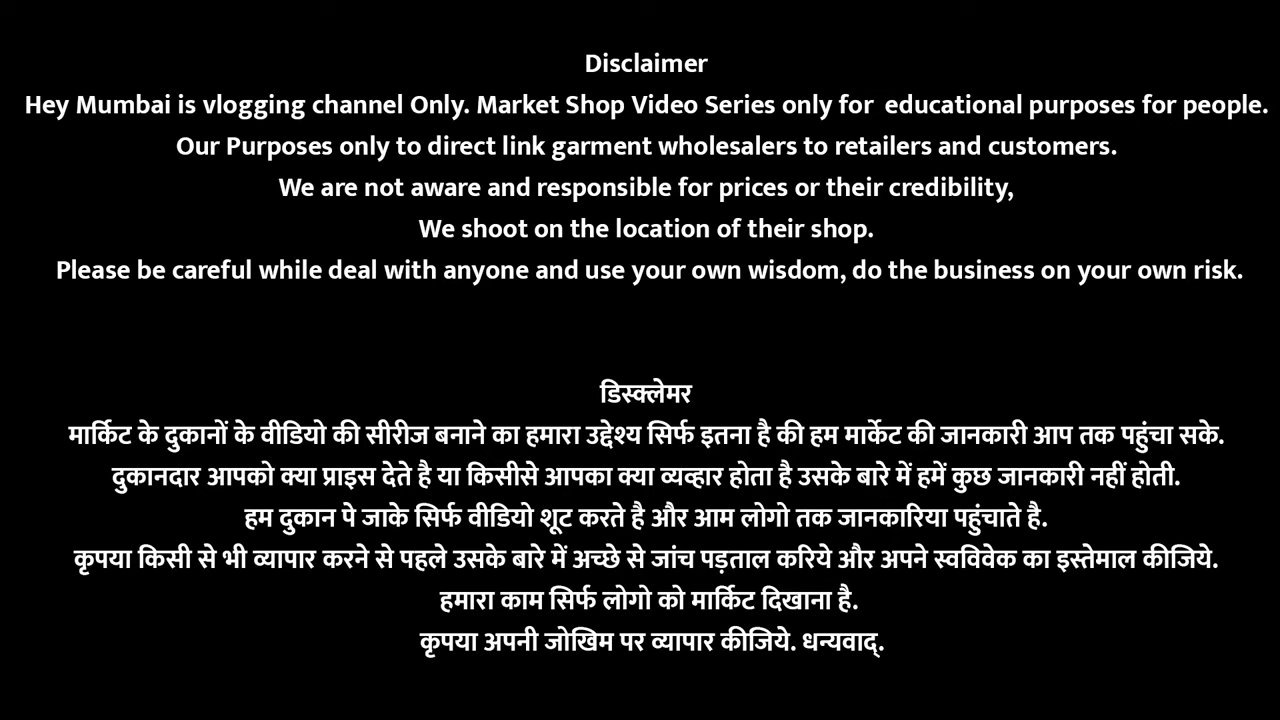 Disclaimer
Hey Mumbai is vlogging channel Only. Market Shop Video Series only for educational purposes for people.
Our Purposes only to direct link garment wholesalers to retailers and customers.
We are not aware and responsible for prices or their credibility,
We shoot on the location of their shop.
Please be careful while deal with anyone and use your own wisdom, do the business on your own risk.
डिस्क्लेमर
मार्किट के दुकानों के वीडियो की सीरीज बनाने का हमारा उद्देश्य सिर्फ इतना है की हम मार्केट की जानकारी आप तक पहुंचा सके.
दुकानदार आपको क्या प्राइस देते है या किसीसे आपका क्या व्यव्हार होता है उसके बारे में हमें कुछ जानकारी नहीं होती.
हम दुकान पे जाके सिर्फ वीडियो शूट करते है और आम लोगो तक जानकारिया पहुंचाते है.
कृपया किसी से भी व्यापार करने से पहले उसके बारे में अच्छे से जांच पड़ताल करिये और अपने स्वविवेक का इस्तेमाल कीजिये.
हमारा काम सिर्फ लोगो को मार्किट दिखाना है.
कृपया अपनी जोखिम पर व्यापार कीजिये. धन्यवाद्.